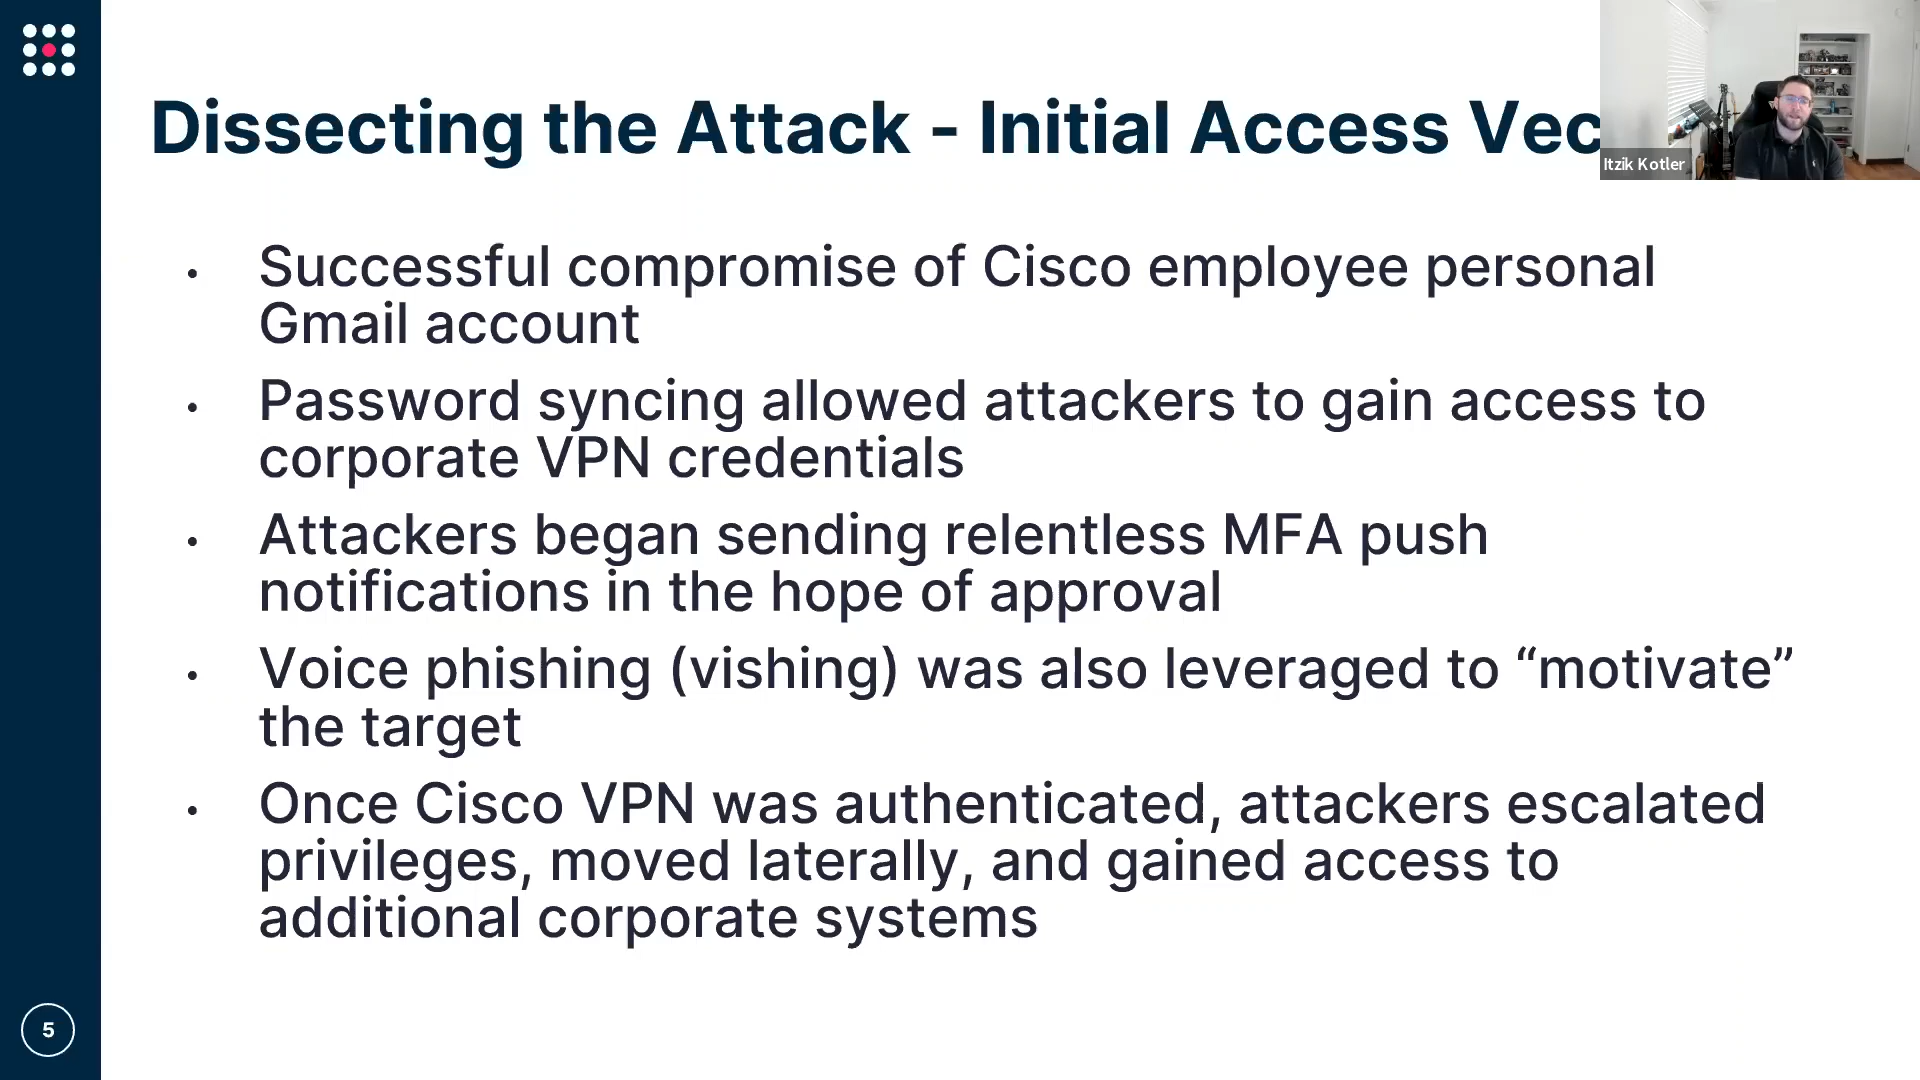 Dissecting the Attack - Initial Access Vec
Itzik Kotler
• Successful compromise of Cisco employee personal
Gmail account
• Password syncing allowed attackers to gain access to
corporate VPN credentials
• Attackers began sending relentless MFA push
notifications in the hope of approval
• Voice phishing (vishing) was also leveraged to “motivate”
the target
• Once Cisco VPN was authenticated, attackers escalated
privileges, moved laterally, and gained access to
additional corporate systems
5